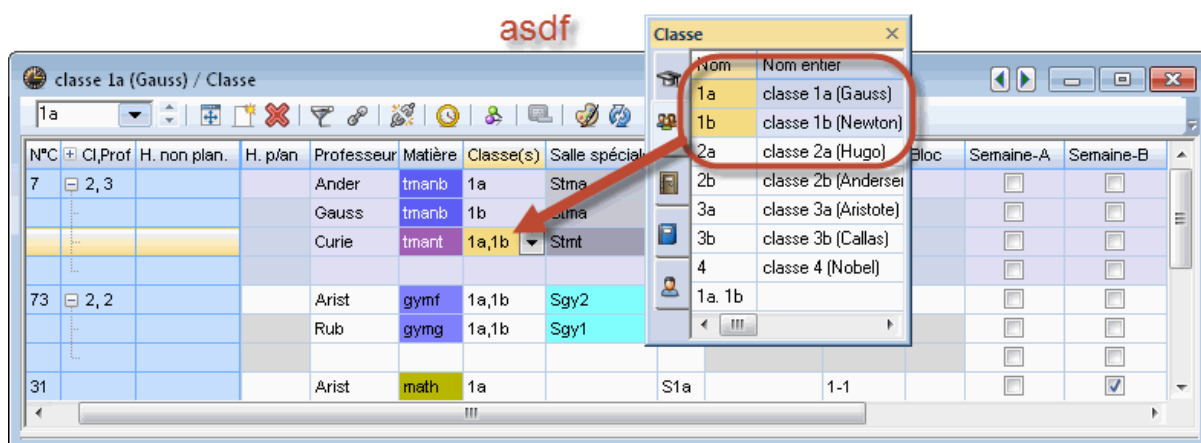 asdf
Classe
Nom Nom entier
1a classe 1a (Gauss)
1b classe 1b (Newton)
2a classe 2a (Hugo)
2b classe 2b (Andersen
3a classe 3a (Aristote)
3b classe 3b (Callas)
4 classe 4 (Nobel)
1a. 1b
classe 1a (Gauss) / Classe
1a
N°C Cl,Prof H. non plan. H. p/an Professeur Matière Classe(s) Salle spécial Bloc Semaine-A Semaine-B
7 2, 3 Ander tmanb 1a Stma
Gauss tmanb 1b Stma
Curie tmant 1a,1b Stmt
73 2, 2 Arist gymf 1a,1b Sgy2
Rub gymg 1a,1b Sgy1
31 Arist math 1a S1a 1-1